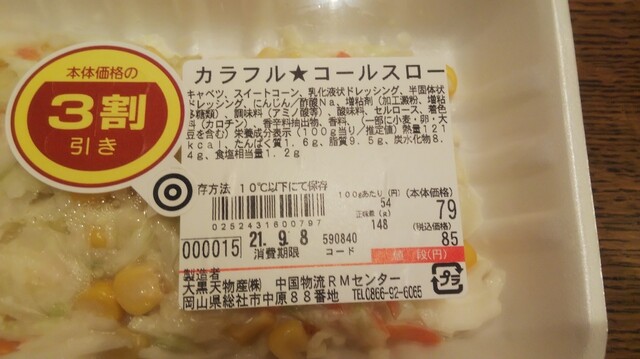 本体価格の
3割
引き
カラフル★コールスロー
キャベツ、スイートコーン、乳化液状ドレッシング、半固体状
ドレッシング、にんじん/酢酸Na、増粘剤(加工澱粉、増粘
多糖類)、調味料(アミノ酸等)、酸味料、セルロース、着色
料(カロチン)、香辛料抽出物、香料、(一部に小麦・卵・大
豆を含む)栄養成分表示(100g当り/推定値)熱量121
kcal、たんぱく質1.6g、脂質9.5g、炭水化物8.
4g、食塩相当量1.2g
存方法 10℃以下にて保存
100gあたり(円) (本体価格)
54 79
正味量(g) (税込価格)
148 85
0252431800797
000015 21.9.8 590840
消費期限 コード 値 段(円)
製造者
大黒天物産㈱ 中国物流RMセンター
岡山県総社市中原88番地 TEL0866-92-6065
プラ